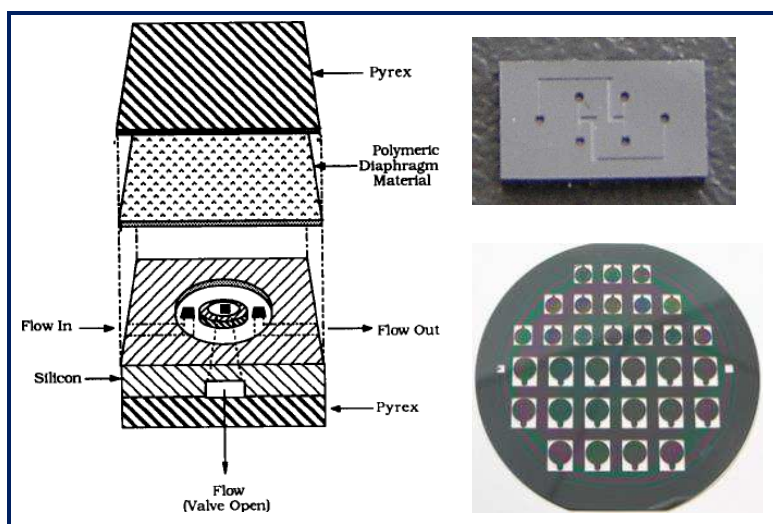 Pyrex
Polymeric
Diaphragm
Material
Flow In
Flow Out
Silicon
Pyrex
Flow
(Valve Open)